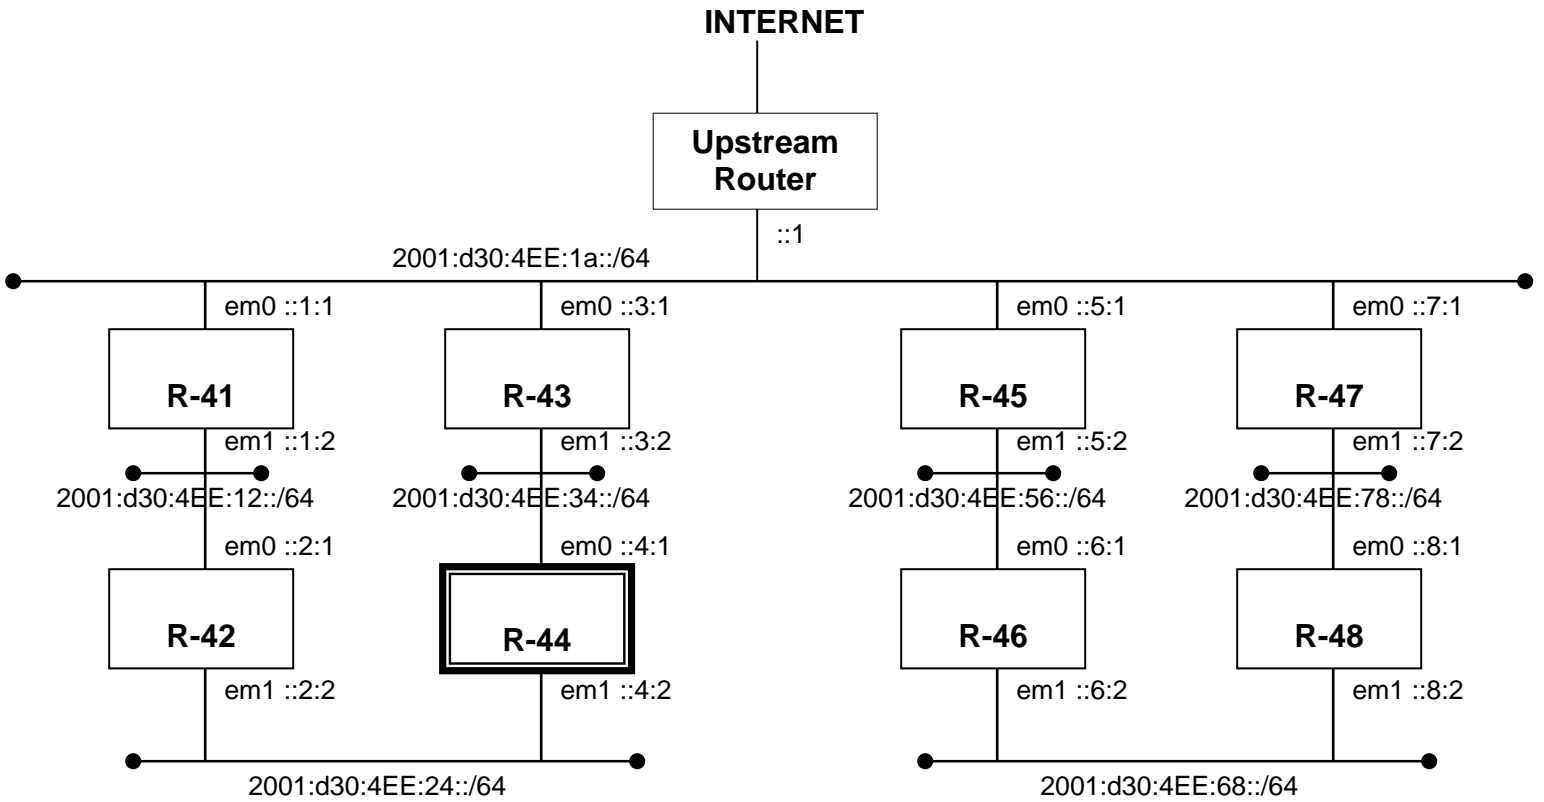 INTERNET
Upstream
Router
::1
2001:d30:4EE:1a::/64
em0 ::1:1
em0 ::3:1
em0 ::5:1
em0 ::7:1
R-41
R-43
R-45
R-47
em1 ::1:2
em1 ::3:2
em1 ::5:2
em1 ::7:2
2001:d30:4EE:12::/64
2001:d30:4EE:34::/64
2001:d30:4EE:56::/64
2001:d30:4EE:78::/64
em0 ::2:1
em0 ::4:1
em0 ::6:1
em0 ::8:1
R-42
R-44
R-46
R-48
em1 ::2:2
em1 ::4:2
em1 ::6:2
em1 ::8:2
2001:d30:4EE:24::/64
2001:d30:4EE:68::/64